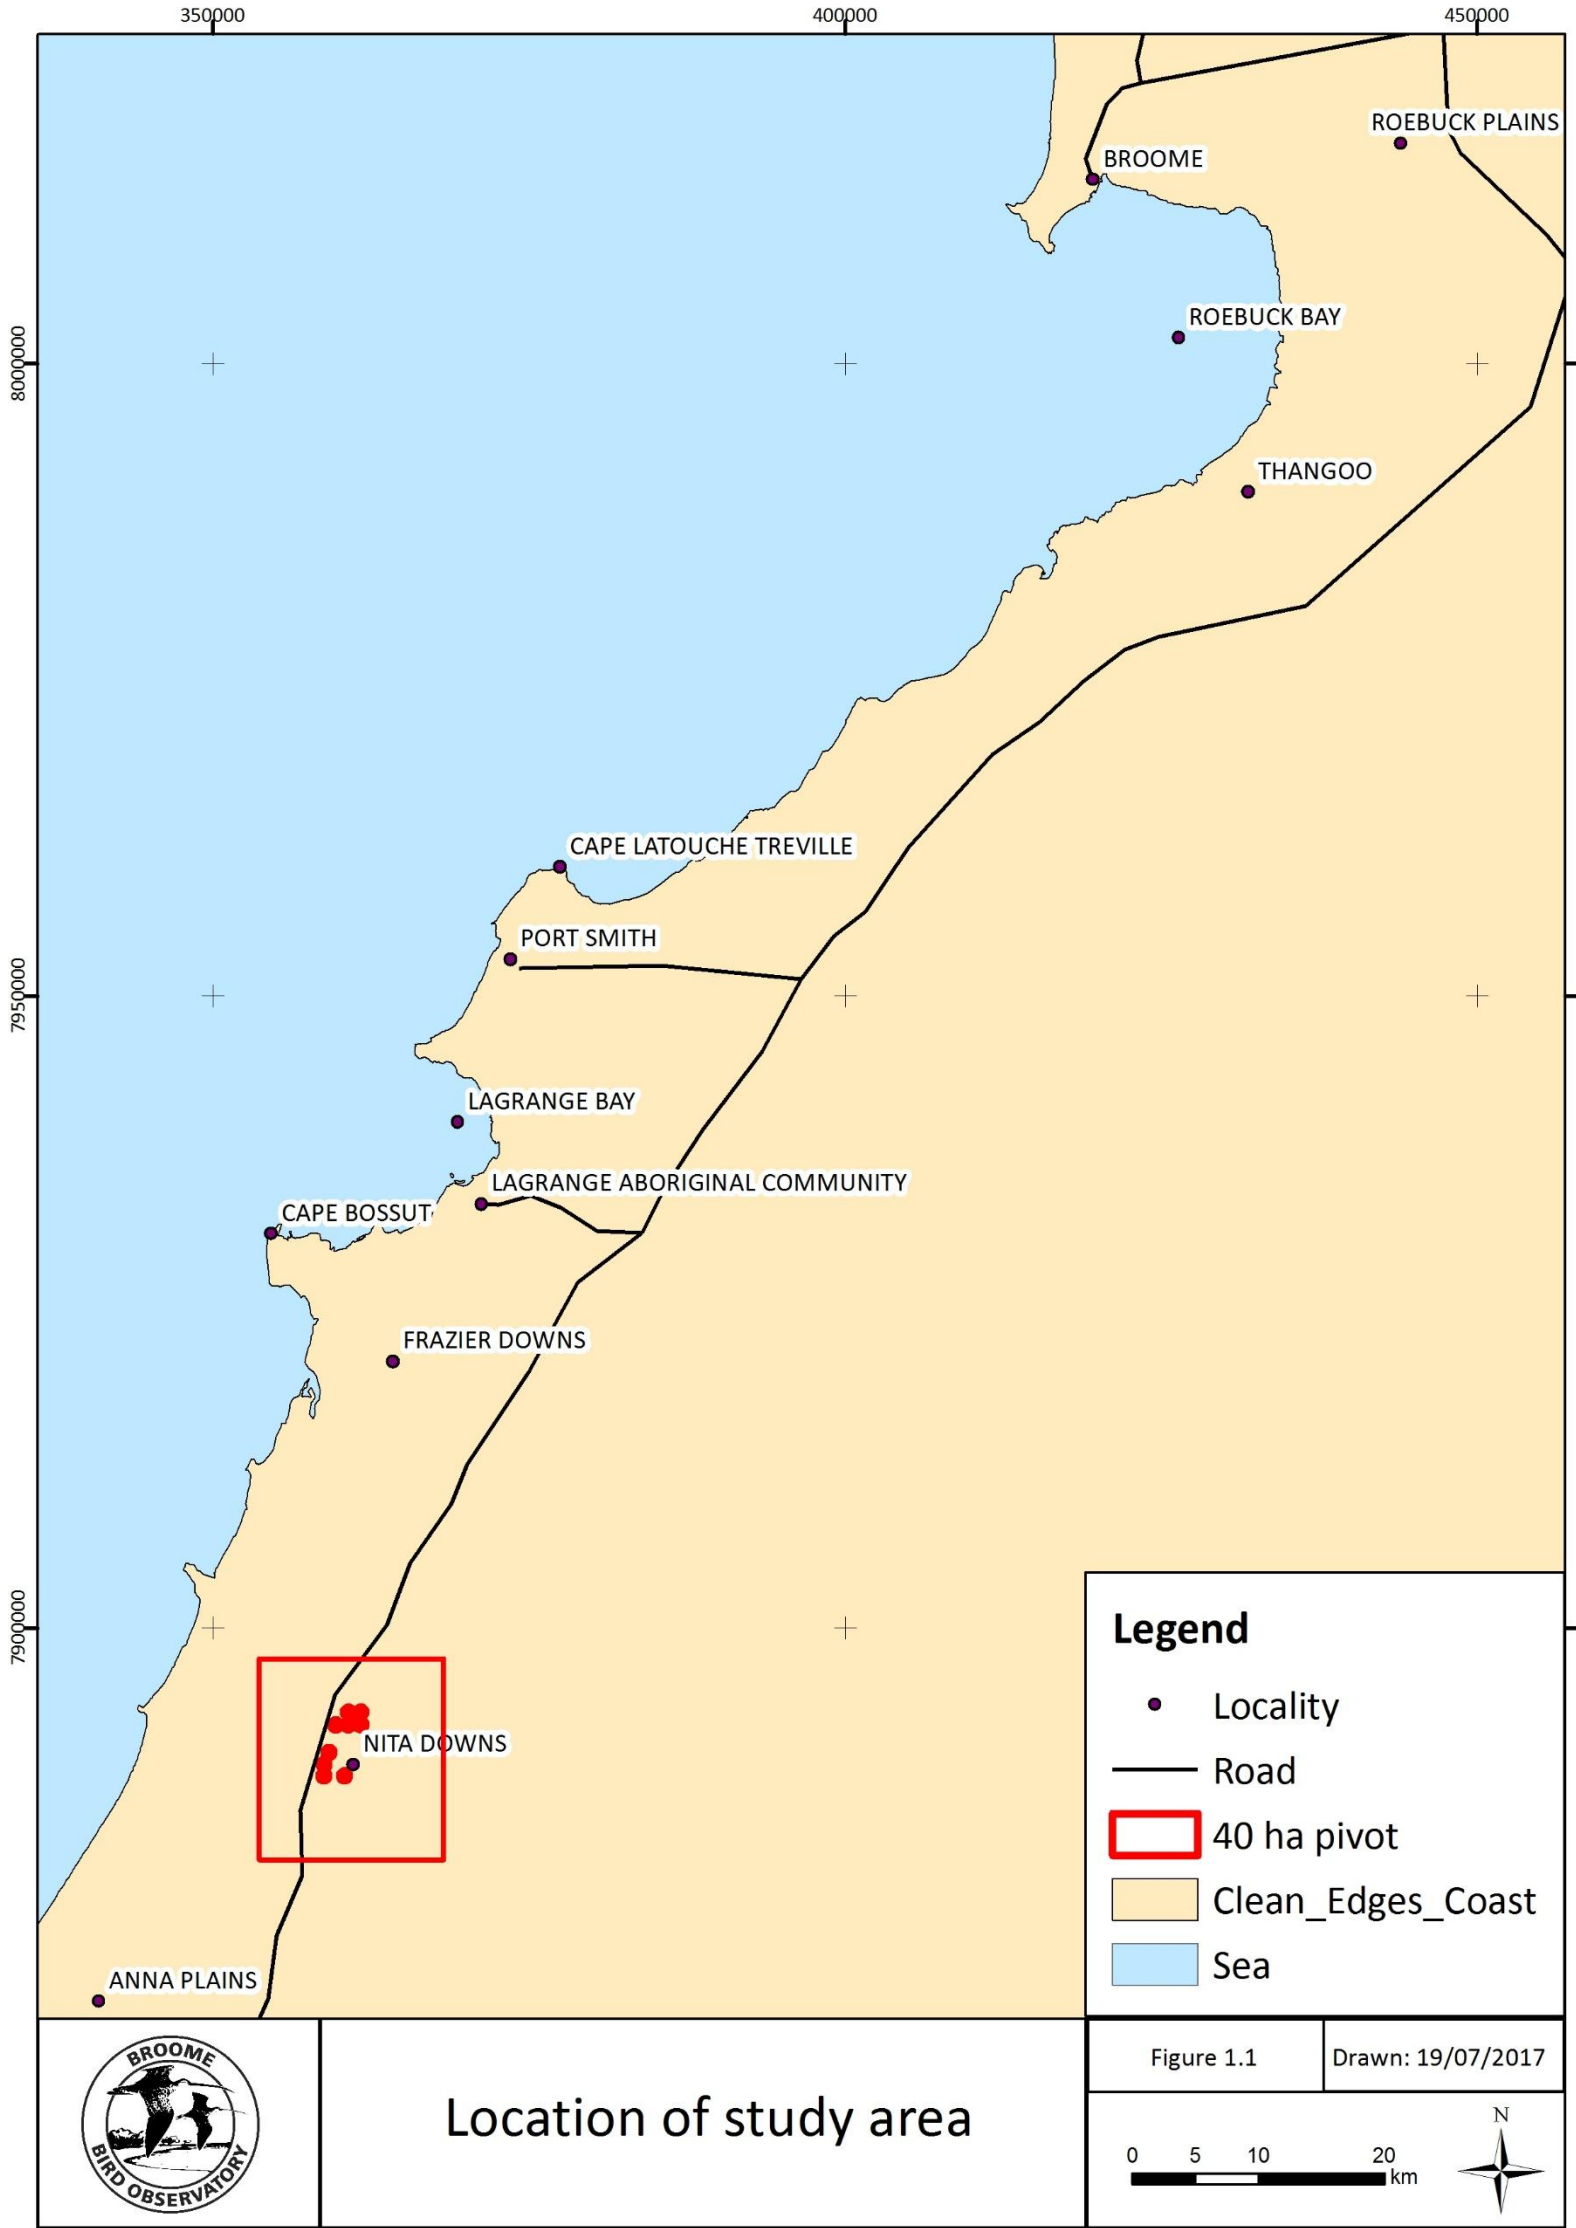 350000
400000
450000
ROEBUCK PLAINS
BROOME
ROEBUCK BAY
8000000
THANGOO
CAPE LATOUCHE TREVILLE
PORT SMITH
7950000
LAGRANGE BAY
LAGRANGE ABORIGINAL COMMUNITY
CAPE BOSSUT
FRAZIER DOWNS
7900000
NITA DOWNS
ANNA PLAINS
Legend
Locality
Road
40 ha pivot
Clean_Edges_Coast
Sea
BROOME
BIRD OBSERVATORY
Location of study area
Figure 1.1
Drawn: 19/07/2017
N
0 5 10 20
km